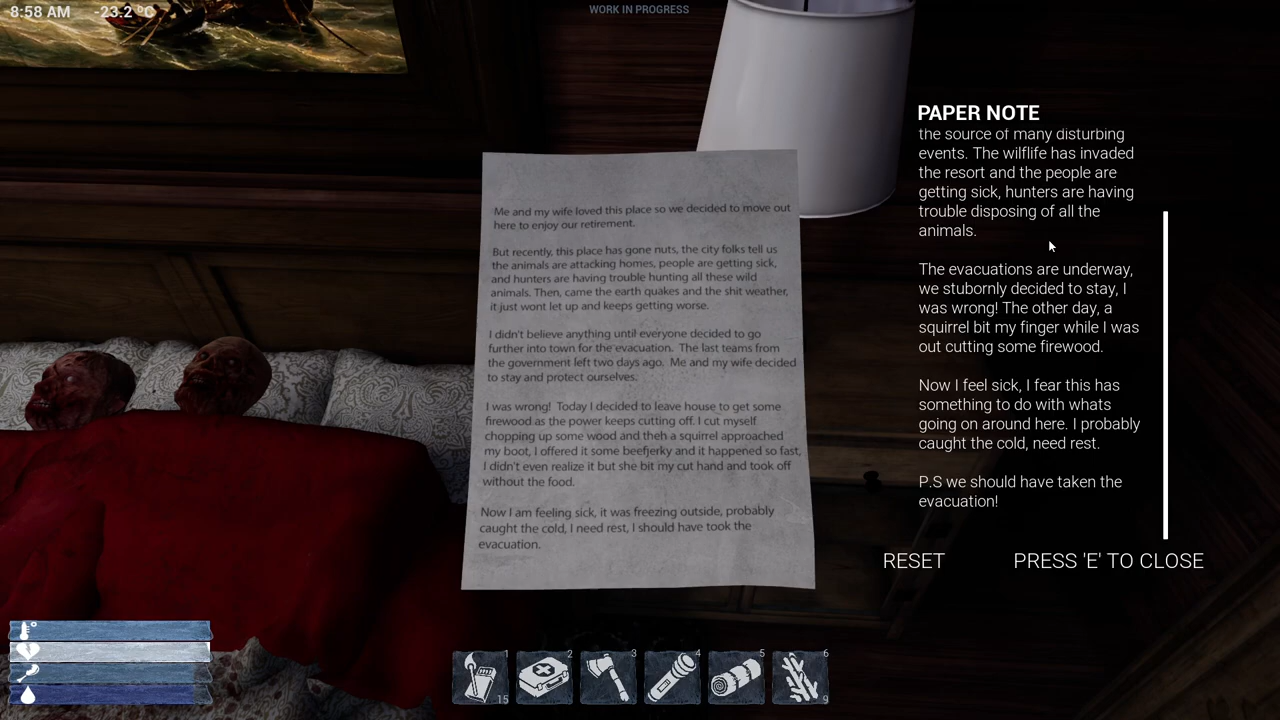 8:58 AM -23.2 ºC
WORK IN PROGRESS
Me and my wife loved this place so we decided to move out
here to enjoy our retirement.
But recently, this place has gone nuts, the city folks tell us
the animals are attacking homes, people are getting sick,
and hunters are having trouble hunting all these wild
animals. Then, came the earth quakes and the shit weather,
it just wont let up and keeps getting worse.
I didn't believe anything until everyone decided to go
further into town for the evacuation. The last teams from
the government left two days ago. Me and my wife decided
to stay and protect ourselves.
I was wrong! Today I decided to leave house to get some
firewood as the power keeps cutting off. I cut myself
chopping up some wood and theh a squirrel approached
my boot, I offered it some beefjerky and it happened so fast,
I didn't even realize it but she bit my cut hand and took off
without the food.
Now I am feeling sick, it was freezing outside, probably
caught the cold, I need rest, I should have took the
evacuation.
PAPER NOTE
the source of many disturbing
events. The wilflife has invaded
the resort and the people are
getting sick, hunters are having
trouble disposing of all the
animals.
The evacuations are underway,
we stubornly decided to stay, I
was wrong! The other day, a
squirrel bit my finger while I was
out cutting some firewood.
Now I feel sick, I fear this has
something to do with whats
going on around here. I probably
caught the cold, need rest.
P.S we should have taken the
evacuation!
RESET PRESS 'E' TO CLOSE
1 2 3 4 5 6
15 9